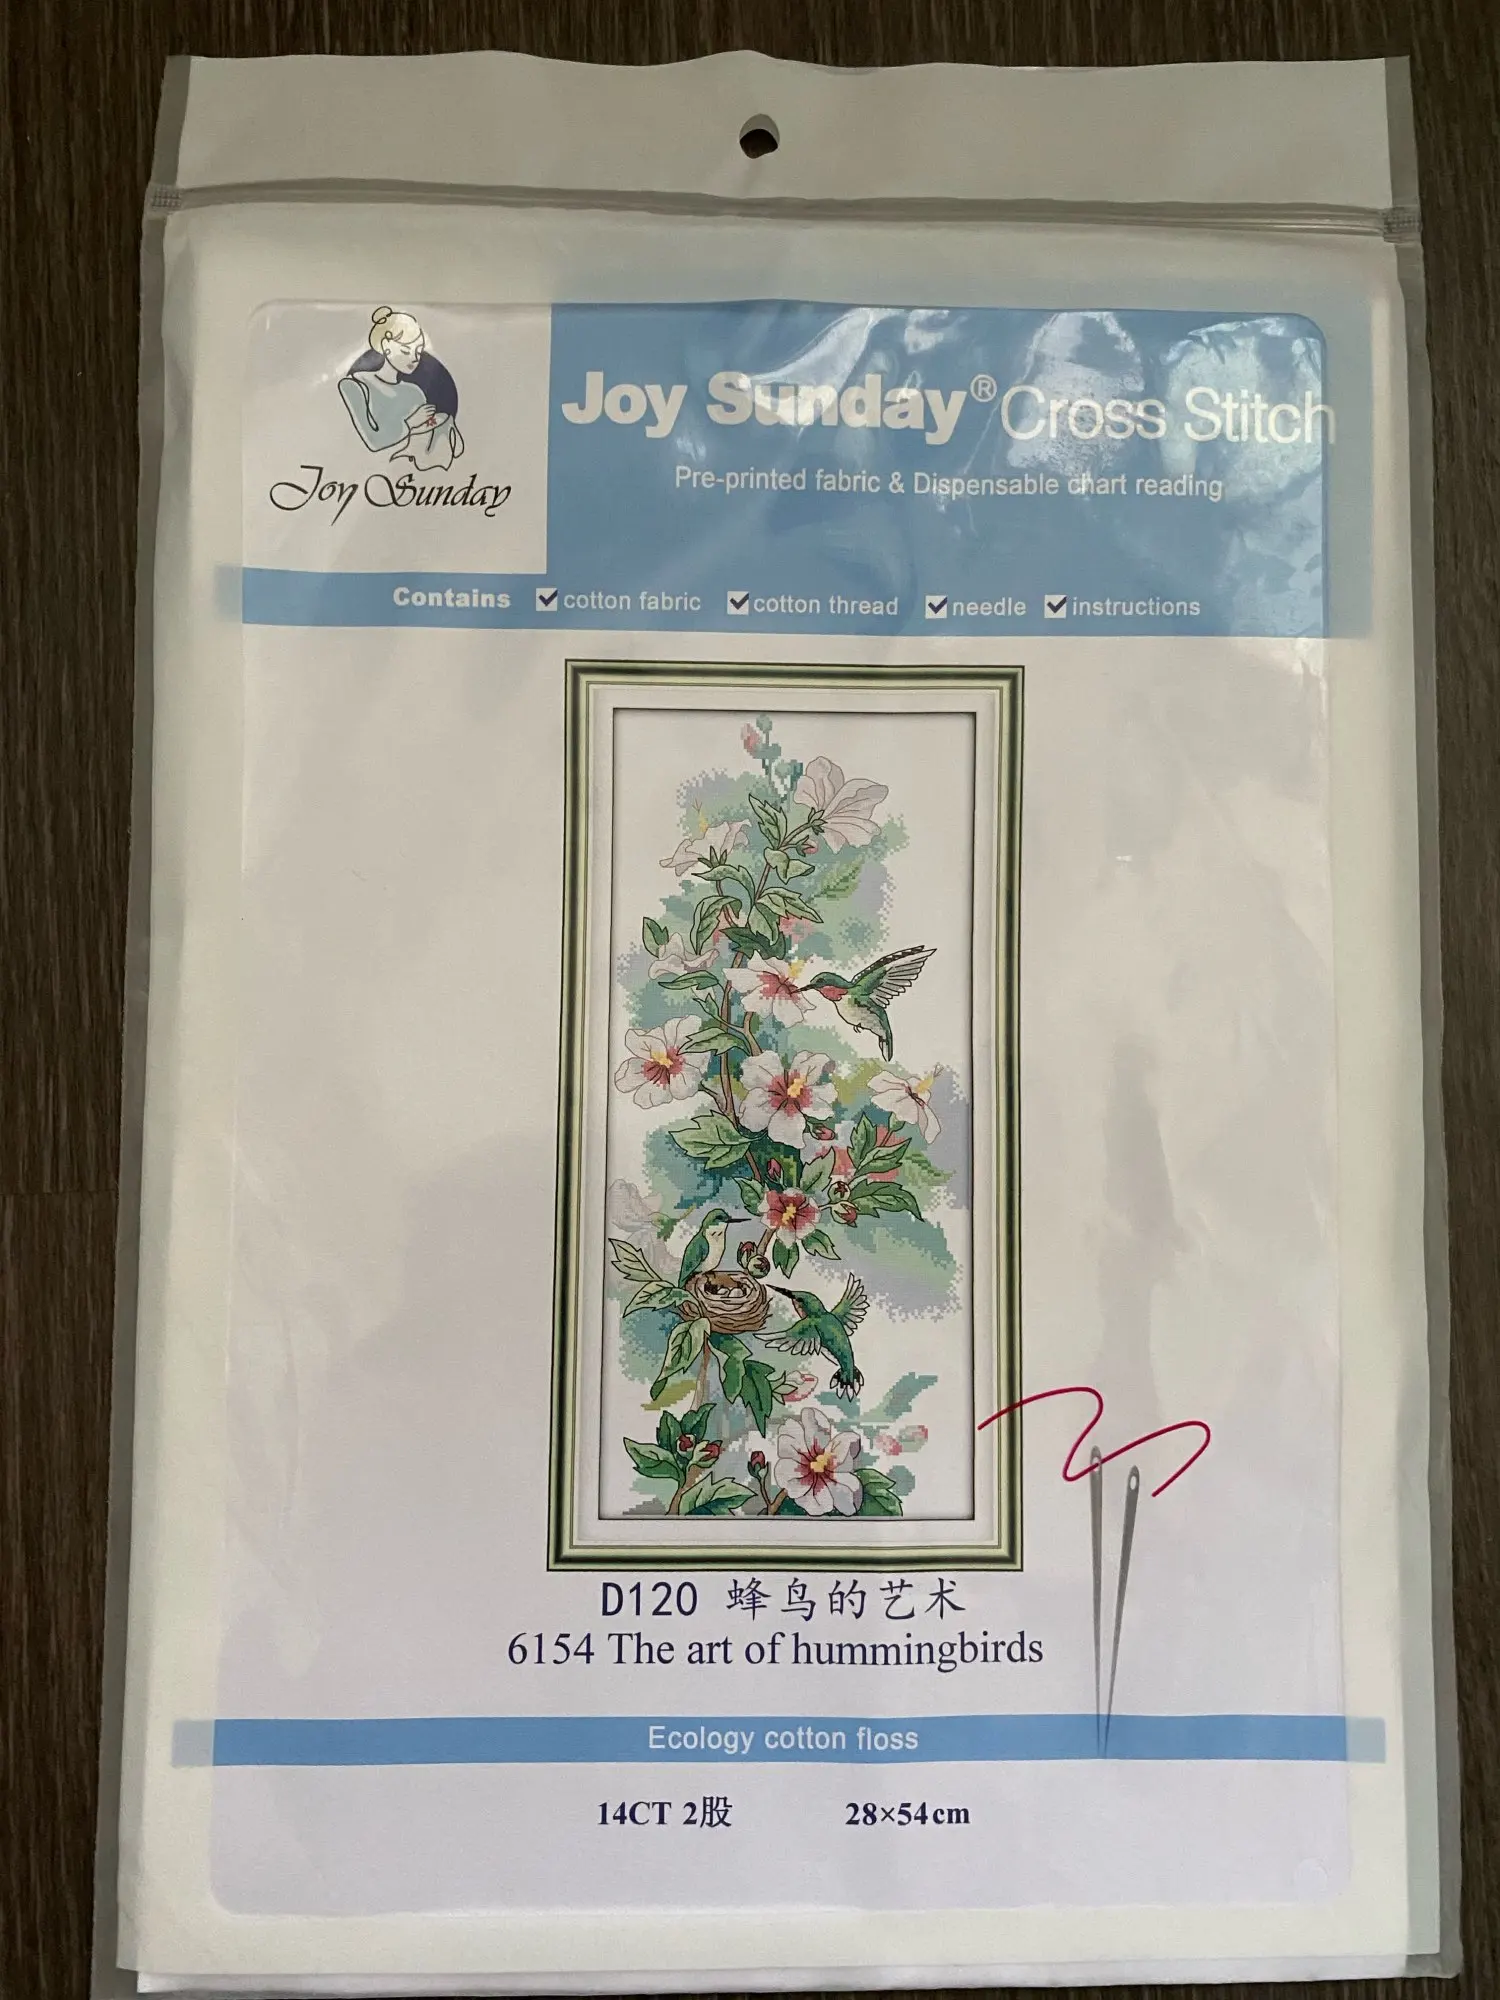 Joy Sunday
Joy Sunday® Cross Stitch
Pre-printed fabric & Dispensable chart reading
Contains cotton fabric cotton thread needle instructions
D120 蜂鸟的艺术
6154 The art of hummingbirds
Ecology cotton floss
14CT 2股 28×54cm